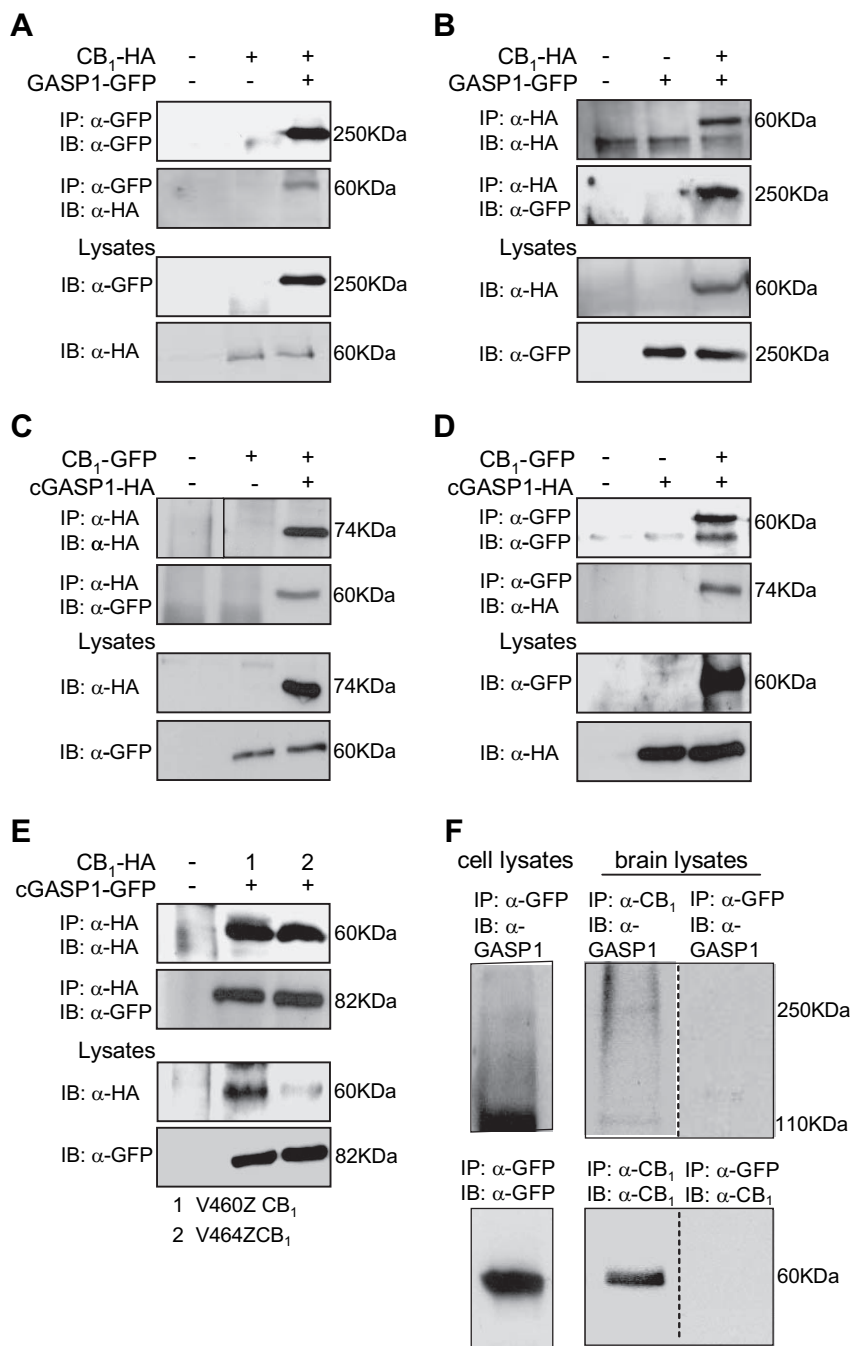 A
CB₁-HA - + +
GASP1-GFP - - +
IP: α-GFP
IB: α-GFP
250KDa
IP: α-GFP
IB: α-HA
60KDa
Lysates
IB: α-GFP
250KDa
IB: α-HA
60KDa
B
CB₁-HA - - +
GASP1-GFP - + +
IP: α-HA
IB: α-HA
60KDa
IP: α-HA
IB: α-GFP
250KDa
Lysates
IB: α-HA
60KDa
IB: α-GFP
250KDa
C
CB₁-GFP - + +
cGASP1-HA - - +
IP: α-HA
IB: α-HA
74KDa
IP: α-HA
IB: α-GFP
60KDa
Lysates
IB: α-HA
74KDa
IB: α-GFP
60KDa
D
CB₁-GFP - - +
cGASP1-HA - + +
IP: α-GFP
IB: α-GFP
60KDa
IP: α-GFP
IB: α-HA
74KDa
Lysates
IB: α-GFP
60KDa
IB: α-HA
E
CB₁-HA - 1 2
cGASP1-GFP - + +
IP: α-HA
IB: α-HA
60KDa
IP: α-HA
IB: α-GFP
82KDa
Lysates
IB: α-HA
60KDa
IB: α-GFP
82KDa
1 V460Z CB₁
2 V464ZCB₁
F
cell lysates
brain lysates
IP: α-GFP
IB: α-
GASP1
IP: α-CB₁
IB: α-
GASP1
IP: α-GFP
IB: α-
GASP1
250KDa
110KDa
IP: α-GFP
IB: α-GFP
IP: α-CB₁
IB: α-CB₁
IP: α-GFP
IB: α-CB₁
60KDa